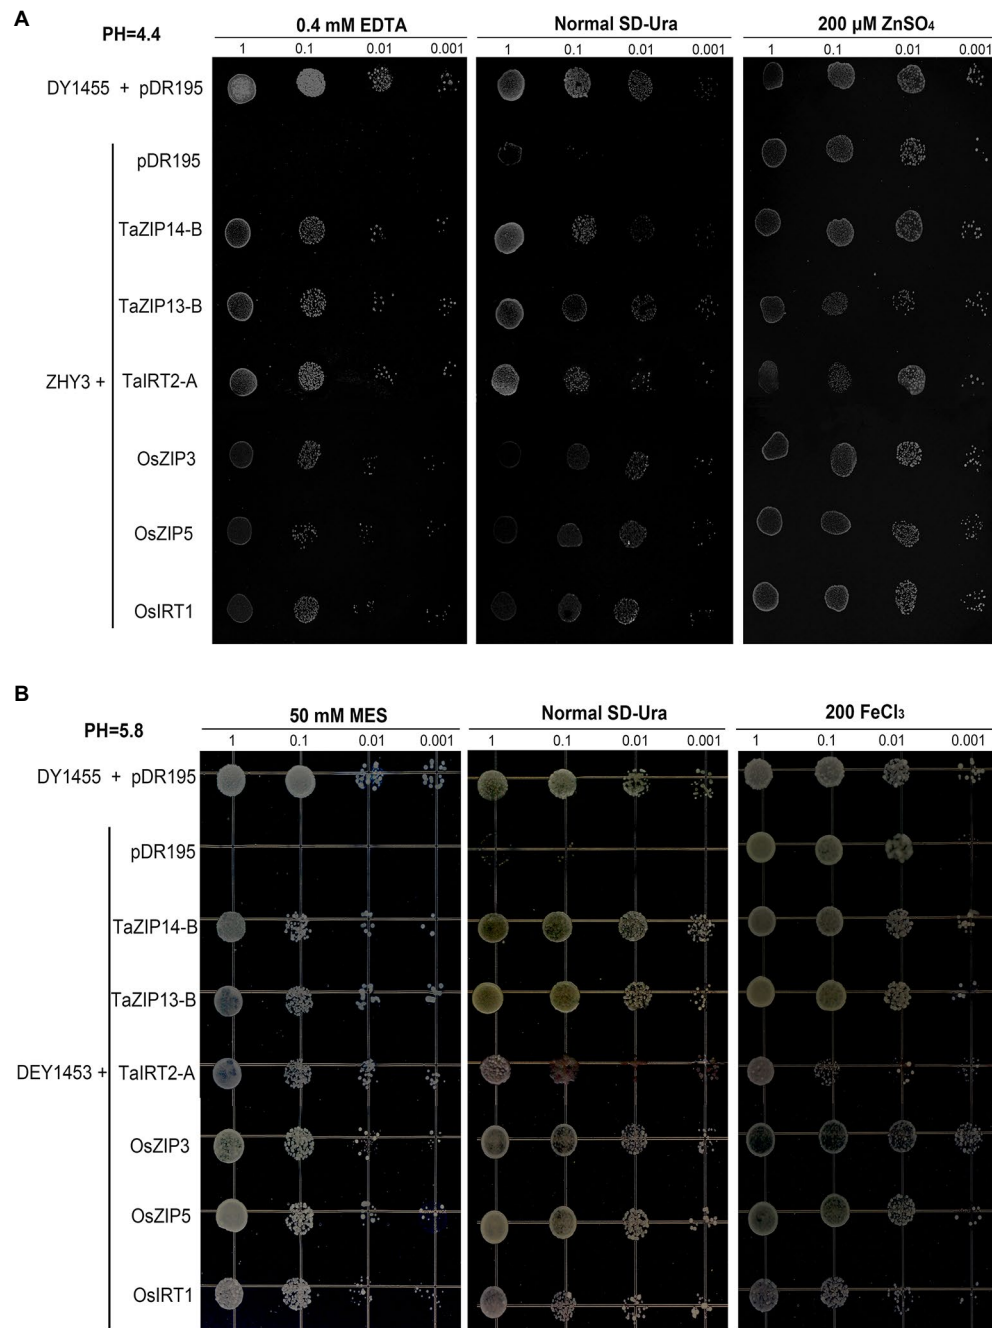 A
PH=4.4
0.4 mM EDTA
Normal SD-Ura
200 µM ZnSO₄
1 0.1 0.01 0.001
1 0.1 0.01 0.001
1 0.1 0.01 0.001
DY1455 + pDR195
pDR195
TaZIP14-B
TaZIP13-B
ZHY3 + TaIRT2-A
OsZIP3
OsZIP5
OsIRT1
B
PH=5.8
50 mM MES
Normal SD-Ura
200 FeCl₃
1 0.1 0.01 0.001
1 0.1 0.01 0.001
1 0.1 0.01 0.001
DY1455 + pDR195
pDR195
TaZIP14-B
TaZIP13-B
DEY1453 + TaIRT2-A
OsZIP3
OsZIP5
OsIRT1